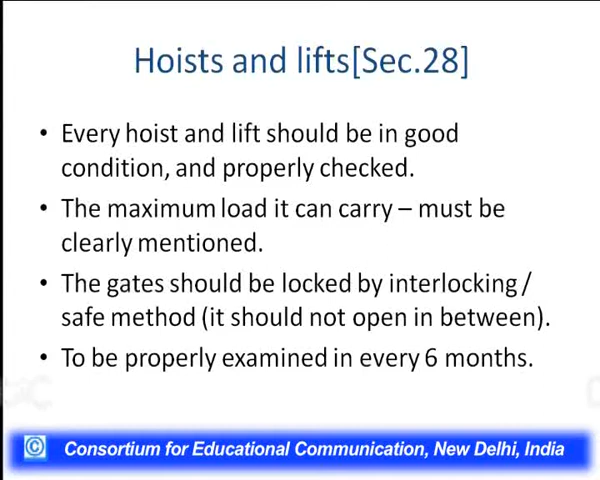 Hoists and lifts[Sec.28]
• Every hoist and lift should be in good
condition, and properly checked.
• The maximum load it can carry – must be
clearly mentioned.
• The gates should be locked by interlocking /
safe method (it should not open in between).
• To be properly examined in every 6 months.
© Consortium for Educational Communication, New Delhi, India